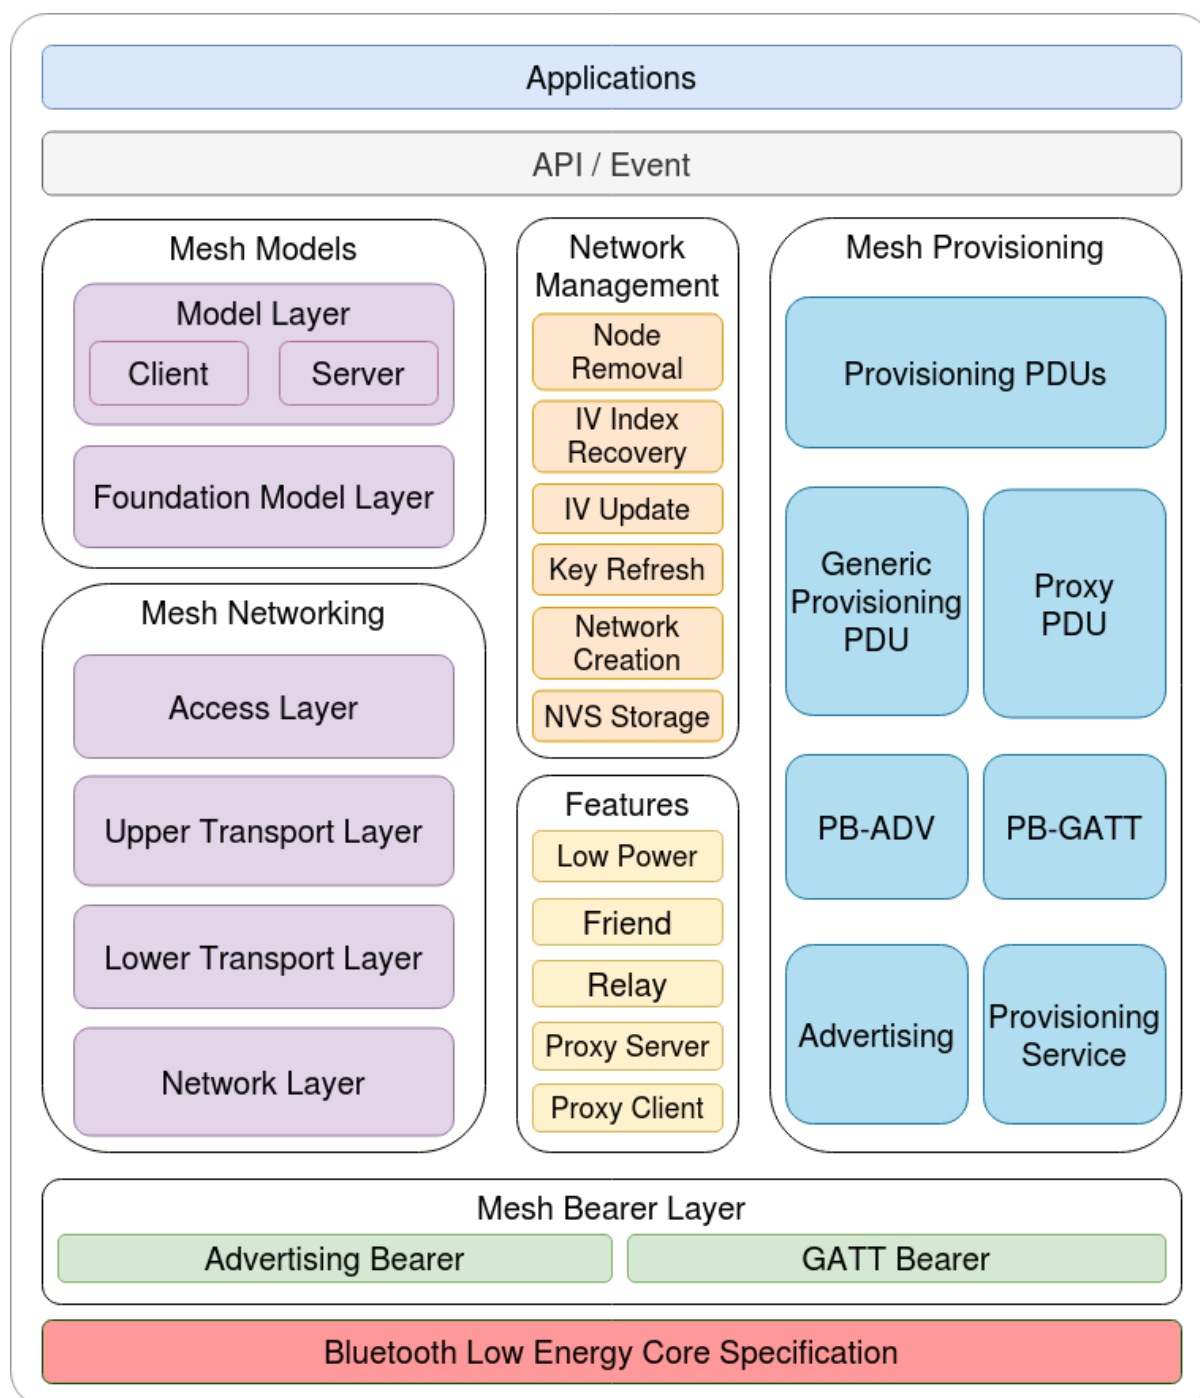 Applications
API / Event
Mesh Models
Model Layer
Client
Server
Foundation Model Layer
Mesh Networking
Access Layer
Upper Transport Layer
Lower Transport Layer
Network Layer
Network
Management
Node
Removal
IV Index
Recovery
IV Update
Key Refresh
Network
Creation
NVS Storage
Features
Low Power
Friend
Relay
Proxy Server
Proxy Client
Mesh Provisioning
Provisioning PDUs
Generic
Provisioning
PDU
Proxy
PDU
PB-ADV
PB-GATT
Advertising
Provisioning
Service
Mesh Bearer Layer
Advertising Bearer
GATT Bearer
Bluetooth Low Energy Core Specification